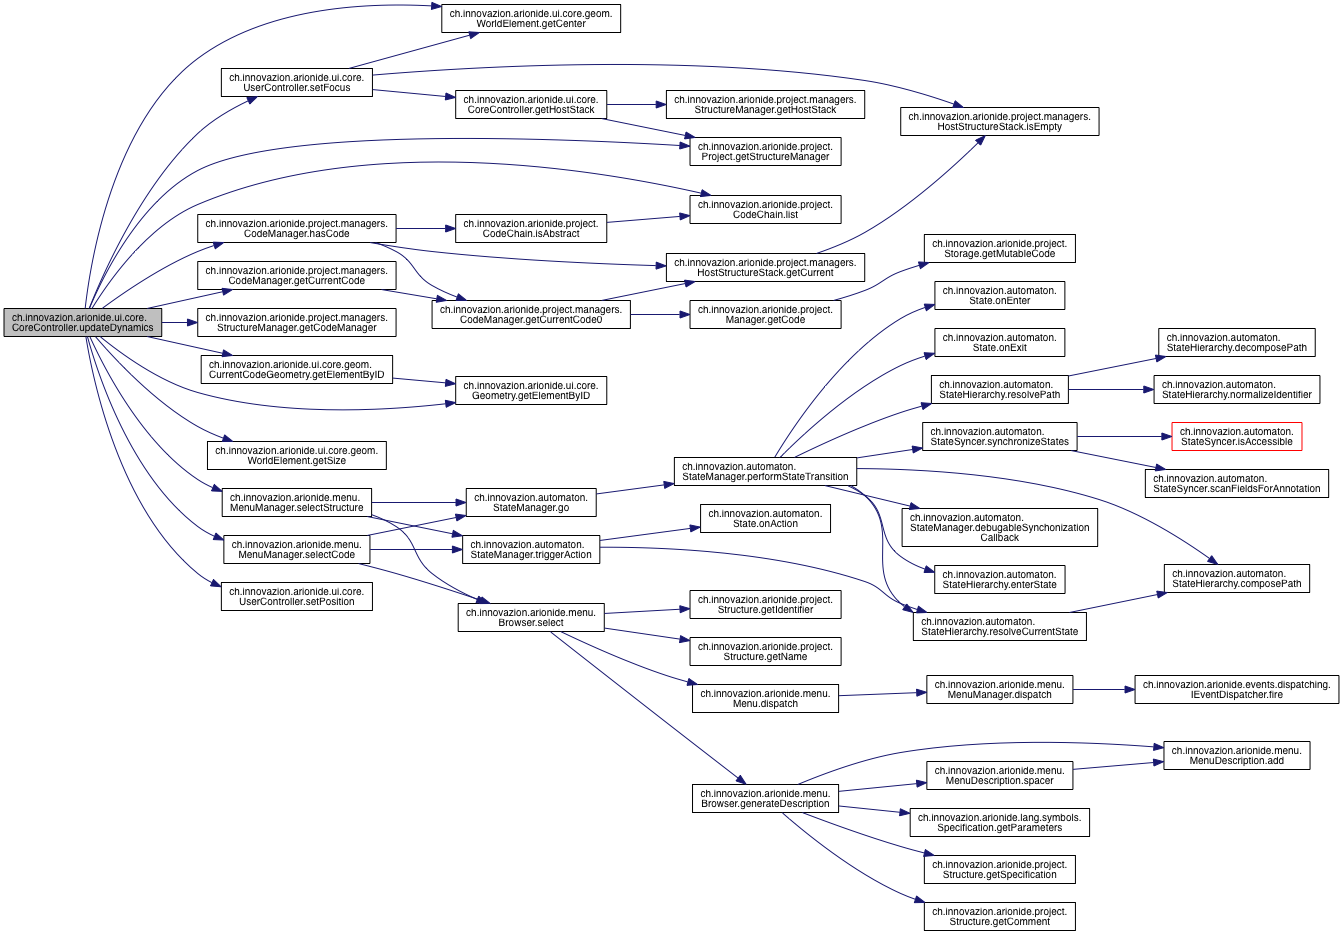 ch.innovazion.arionide.ui.core.
CoreController.updateDynamics
ch.innovazion.arionide.ui.core.geom.
WorldElement.getCenter
ch.innovazion.arionide.ui.core.
UserController.setFocus
ch.innovazion.arionide.ui.core.
CoreController.getHostStack
ch.innovazion.arionide.project.managers.
StructureManager.getHostStack
ch.innovazion.arionide.project.managers.
HostStructureStack.isEmpty
ch.innovazion.arionide.project.
Project.getStructureManager
ch.innovazion.arionide.project.
CodeChain.list
ch.innovazion.arionide.project.managers.
CodeManager.hasCode
ch.innovazion.arionide.project.
CodeChain.isAbstract
ch.innovazion.arionide.project.managers.
HostStructureStack.getCurrent
ch.innovazion.arionide.project.
Storage.getMutableCode
ch.innovazion.arionide.project.managers.
CodeManager.getCurrentCode
ch.innovazion.arionide.project.managers.
CodeManager.getCurrentCode0
ch.innovazion.arionide.project.
Manager.getCode
ch.innovazion.arionide.project.managers.
StructureManager.getCodeManager
ch.innovazion.arionide.ui.core.geom.
CurrentCodeGeometry.getElementByID
ch.innovazion.arionide.ui.core.
Geometry.getElementByID
ch.innovazion.arionide.ui.core.geom.
WorldElement.getSize
ch.innovazion.arionide.menu.
MenuManager.selectStructure
ch.innovazion.arionide.menu.
MenuManager.selectCode
ch.innovazion.arionide.ui.core.
UserController.setPosition
ch.innovazion.automaton.
StateManager.go
ch.innovazion.automaton.
StateManager.triggerAction
ch.innovazion.arionide.menu.
Browser.select
ch.innovazion.automaton.
StateManager.performStateTransition
ch.innovazion.automaton.
State.onAction
ch.innovazion.automaton.
State.onEnter
ch.innovazion.automaton.
State.onExit
ch.innovazion.automaton.
StateHierarchy.resolvePath
ch.innovazion.automaton.
StateHierarchy.decomposePath
ch.innovazion.automaton.
StateHierarchy.normalizeIdentifier
ch.innovazion.automaton.
StateSyncer.synchronizeStates
ch.innovazion.automaton.
StateSyncer.isAccessible
ch.innovazion.automaton.
StateSyncer.scanFieldsForAnnotation
ch.innovazion.automaton.
StateManager.debugableSynchonization
Callback
ch.innovazion.automaton.
StateHierarchy.enterState
ch.innovazion.automaton.
StateHierarchy.composePath
ch.innovazion.automaton.
StateHierarchy.resolveCurrentState
ch.innovazion.arionide.project.
Structure.getIdentifier
ch.innovazion.arionide.project.
Structure.getName
ch.innovazion.arionide.menu.
Menu.dispatch
ch.innovazion.arionide.menu.
MenuManager.dispatch
ch.innovazion.arionide.events.dispatching.
IEventDispatcher.fire
ch.innovazion.arionide.menu.
Browser.generateDescription
ch.innovazion.arionide.menu.
MenuDescription.add
ch.innovazion.arionide.menu.
MenuDescription.spacer
ch.innovazion.arionide.lang.symbols.
Specification.getParameters
ch.innovazion.arionide.project.
Structure.getSpecification
ch.innovazion.arionide.project.
Structure.getComment